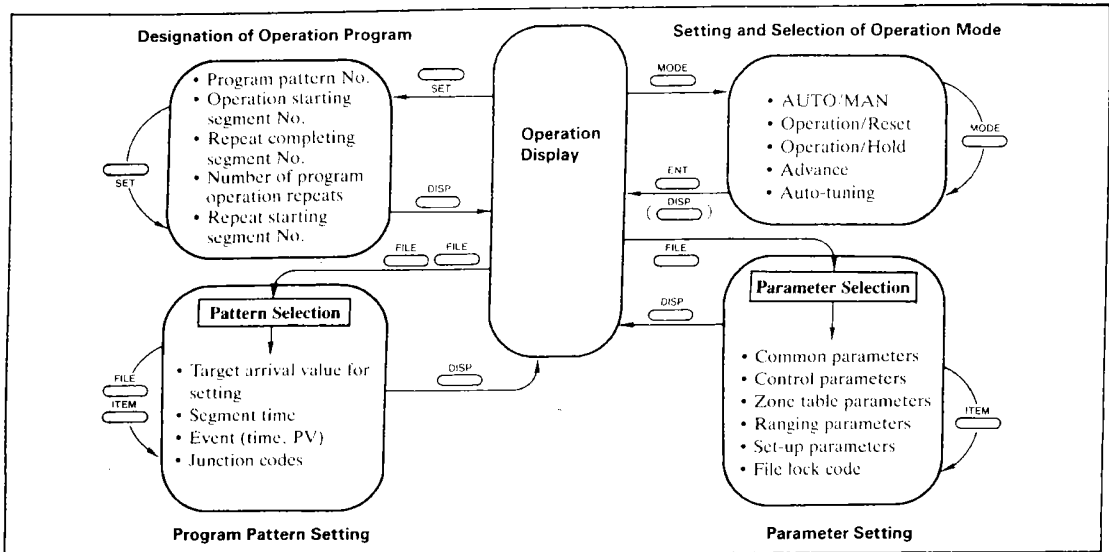 Designation of Operation Program
• Program pattern No.
• Operation starting
segment No.
• Repeat completing
segment No.
• Number of program
operation repeats
• Repeat starting
segment No.
SET
SET
DISP
Operation
Display
Setting and Selection of Operation Mode
MODE
• AUTO/MAN
• Operation/Reset
• Operation/Hold
• Advance
• Auto-tuning
MODE
ENT
( DISP )
FILE FILE
Pattern Selection
• Target arrival value for
setting
• Segment time
• Event (time, PV)
• Junction codes
FILE
ITEM
DISP
Program Pattern Setting
FILE
Parameter Selection
DISP
• Common parameters
• Control parameters
• Zone table parameters
• Ranging parameters
• Set-up parameters
• File lock code
ITEM
Parameter Setting